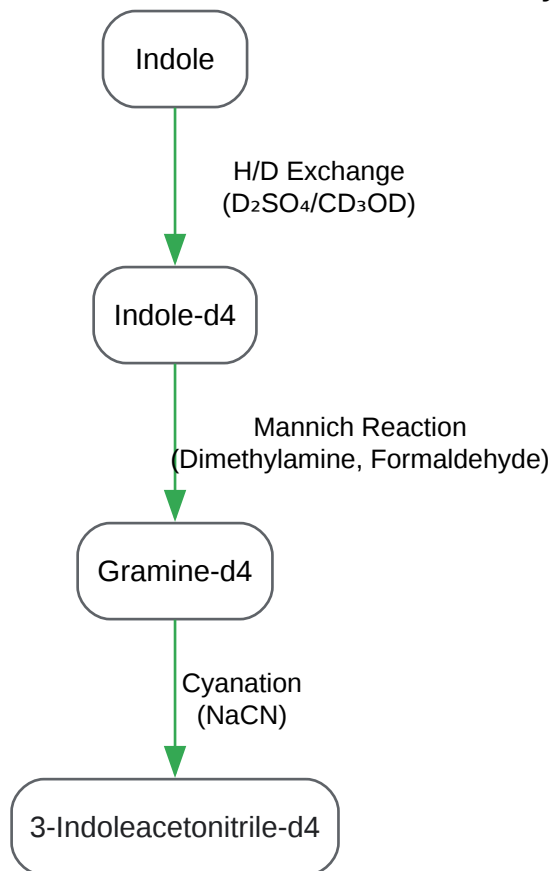 Indole
H/D Exchange
(D₂SO₄/CD₃OD)
Indole-d4
Mannich Reaction
(Dimethylamine, Formaldehyde)
Gramine-d4
Cyanation
(NaCN)
3-Indoleacetonitrile-d4